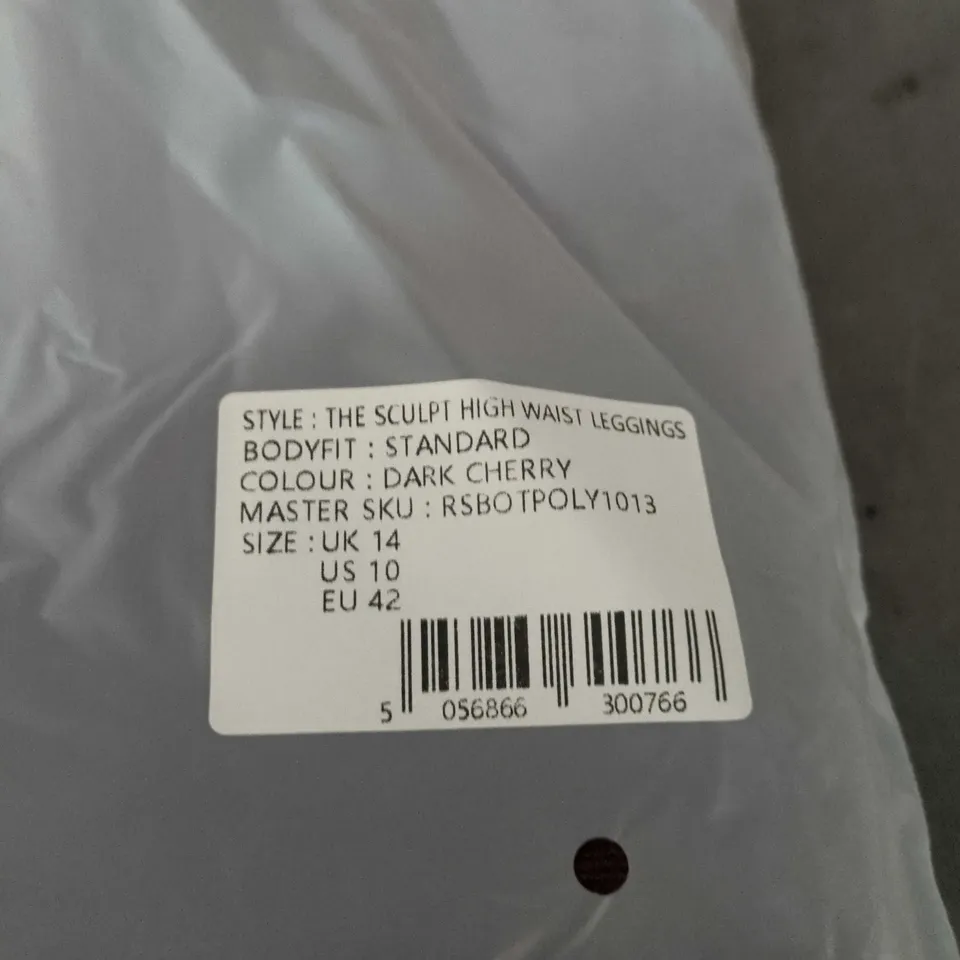 STYLE : THE SCULPT HIGH WAIST LEGGINGS
BODYFIT : STANDARD
COLOUR : DARK CHERRY
MASTER SKU : RSBOTPOLY1013
SIZE : UK 14
US 10
EU 42
5 056866 300766